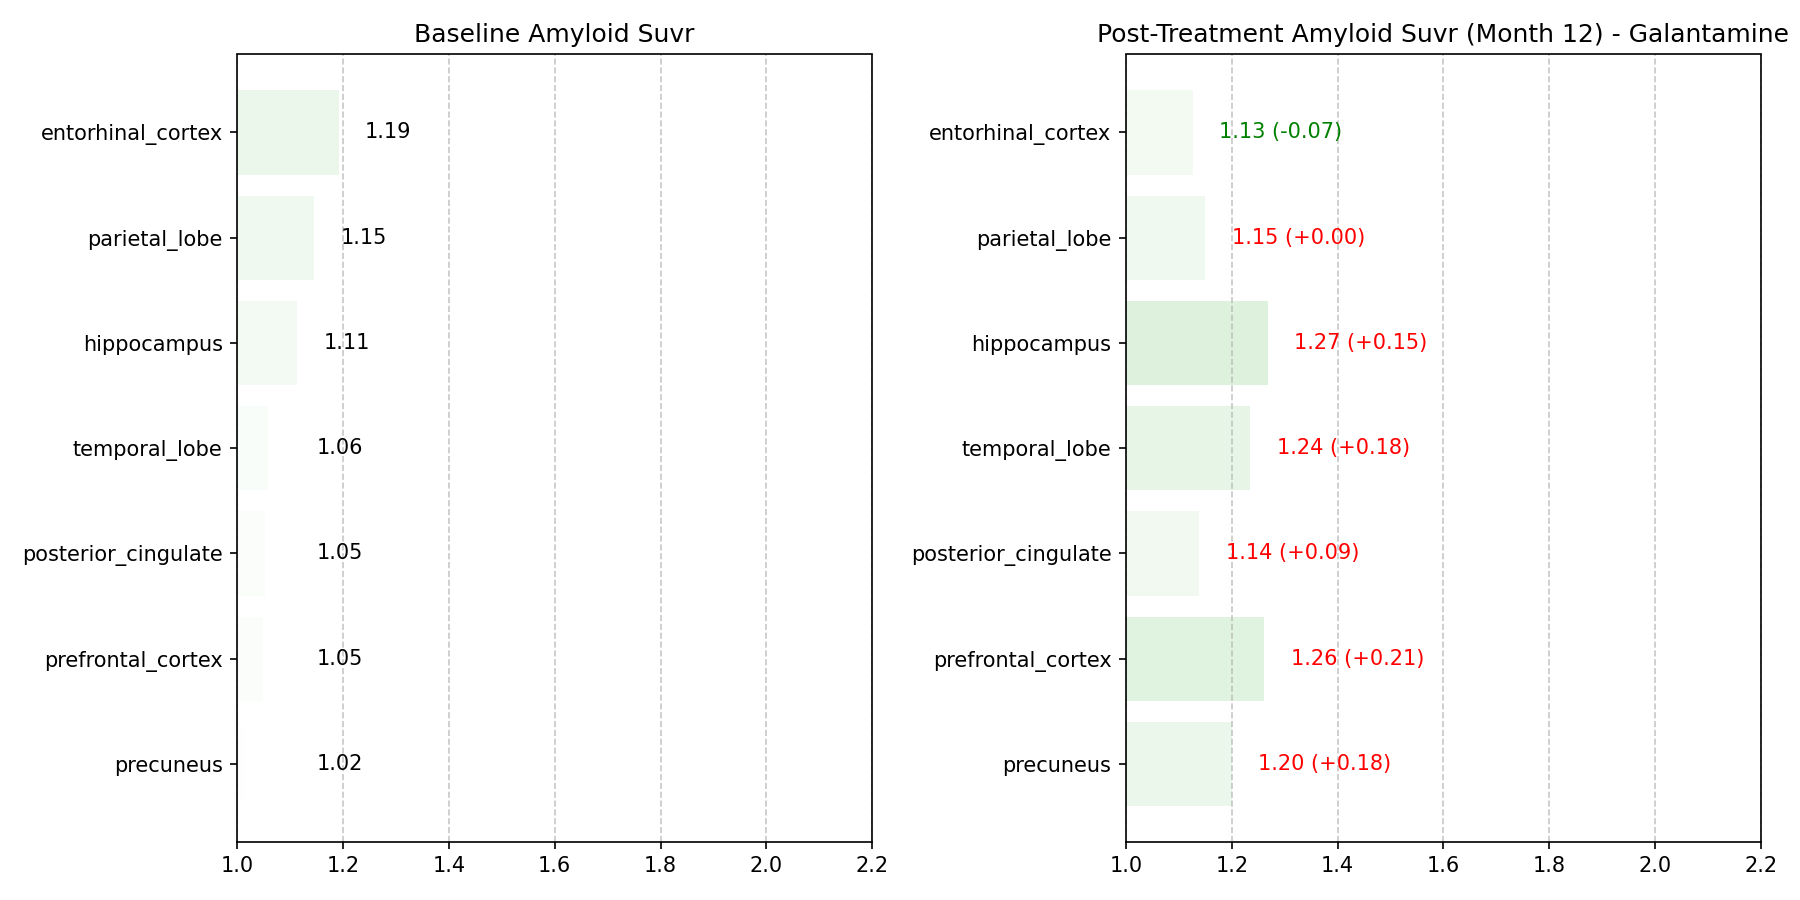 Baseline Amyloid Suvr
entorhinal_cortex
1.19
parietal_lobe
1.15
hippocampus
1.11
temporal_lobe
1.06
posterior_cingulate
1.05
prefrontal_cortex
1.05
precuneus
1.02
1.0 1.2 1.4 1.6 1.8 2.0 2.2
Post-Treatment Amyloid Suvr (Month 12) - Galantamine
entorhinal_cortex
1.13 (-0.07)
parietal_lobe
1.15 (+0.00)
hippocampus
1.27 (+0.15)
temporal_lobe
1.24 (+0.18)
posterior_cingulate
1.14 (+0.09)
prefrontal_cortex
1.26 (+0.21)
precuneus
1.20 (+0.18)
1.0 1.2 1.4 1.6 1.8 2.0 2.2